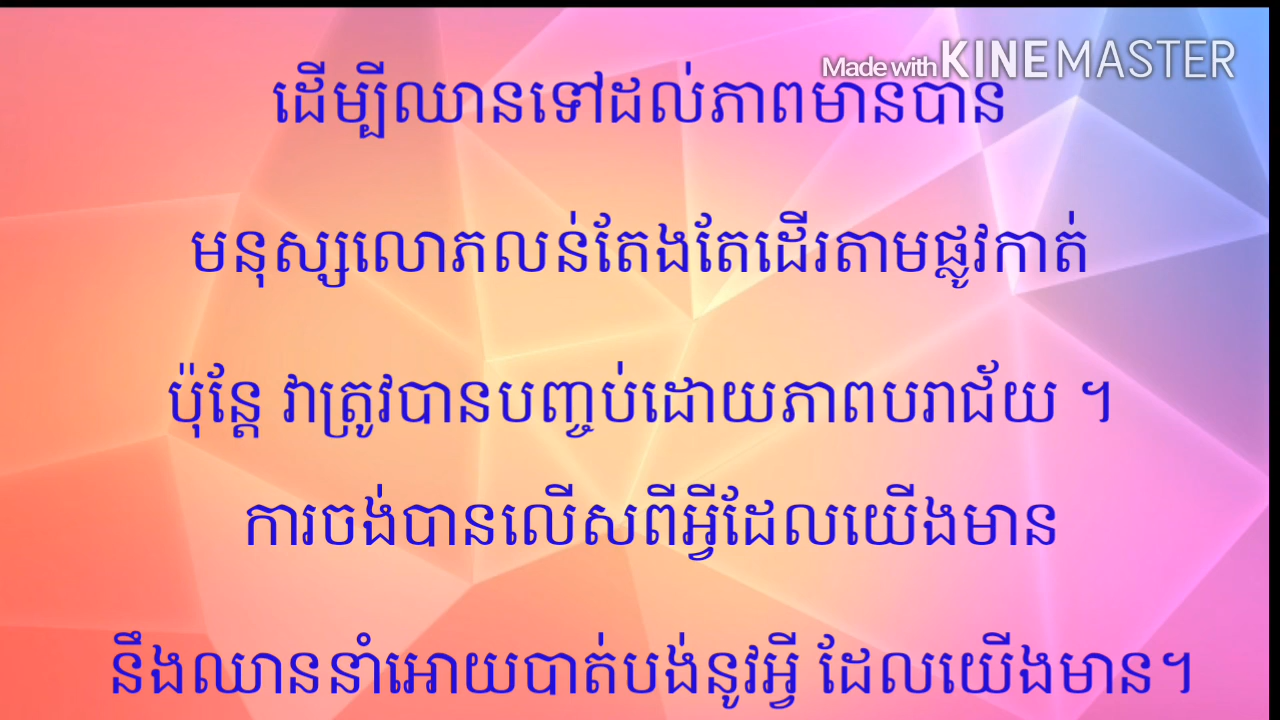 Made with KINEMASTER
ដើម្បីឈានទៅដល់ភាពមានបាន
មនុស្សលោភលន់តែងតែដើរតាមផ្លូវកាត់
ប៉ុន្តែ វាត្រូវបានបញ្ចប់ដោយភាពបរាជ័យ ។
ការចង់បានលើសពីអ្វីដែលយើងមាន
នឹងឈាននាំអោយបាត់បង់នូវអ្វី ដែលយើងមាន។